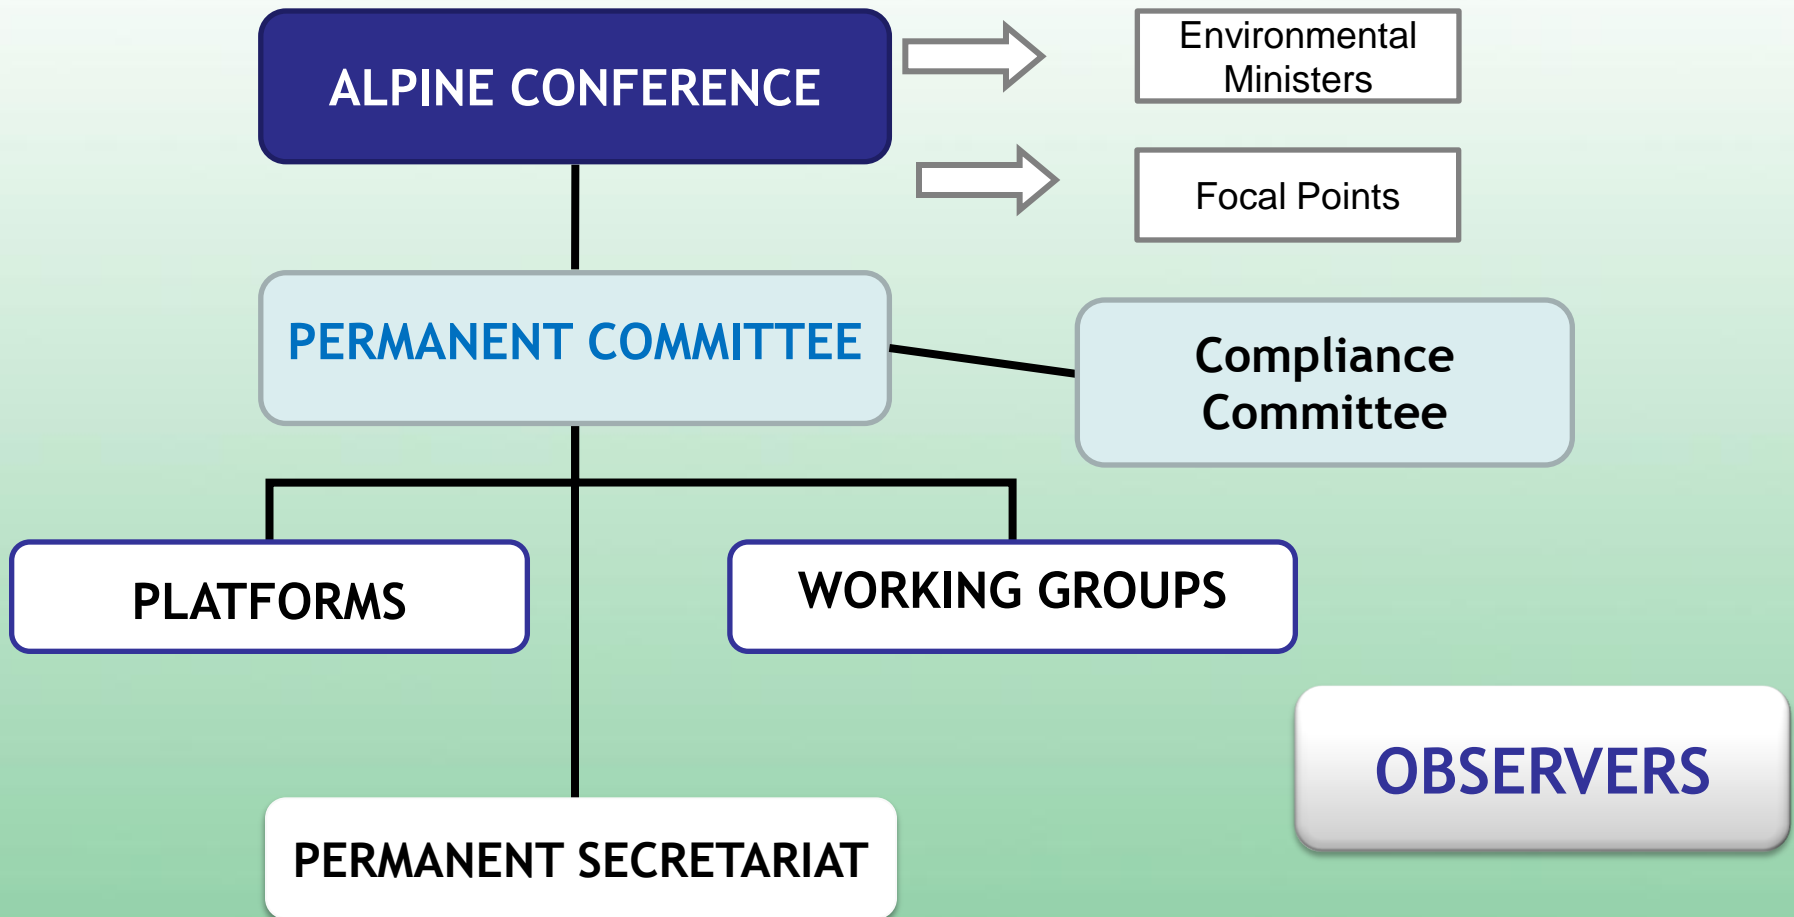 ALPINE CONFERENCE
Environmental
Ministers
Focal Points
PERMANENT COMMITTEE
Compliance
Committee
PLATFORMS
WORKING GROUPS
OBSERVERS
PERMANENT SECRETARIAT